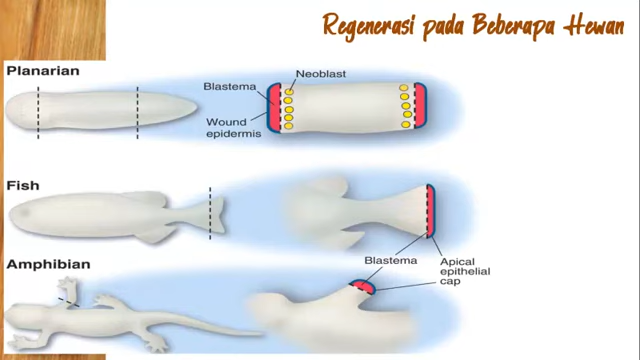 Regenerasi pada Beberapa Hewan
Planarian
Neoblast
Blastema
Wound
epidermis
Fish
Blastema
Apical
epithelial
cap
Amphibian